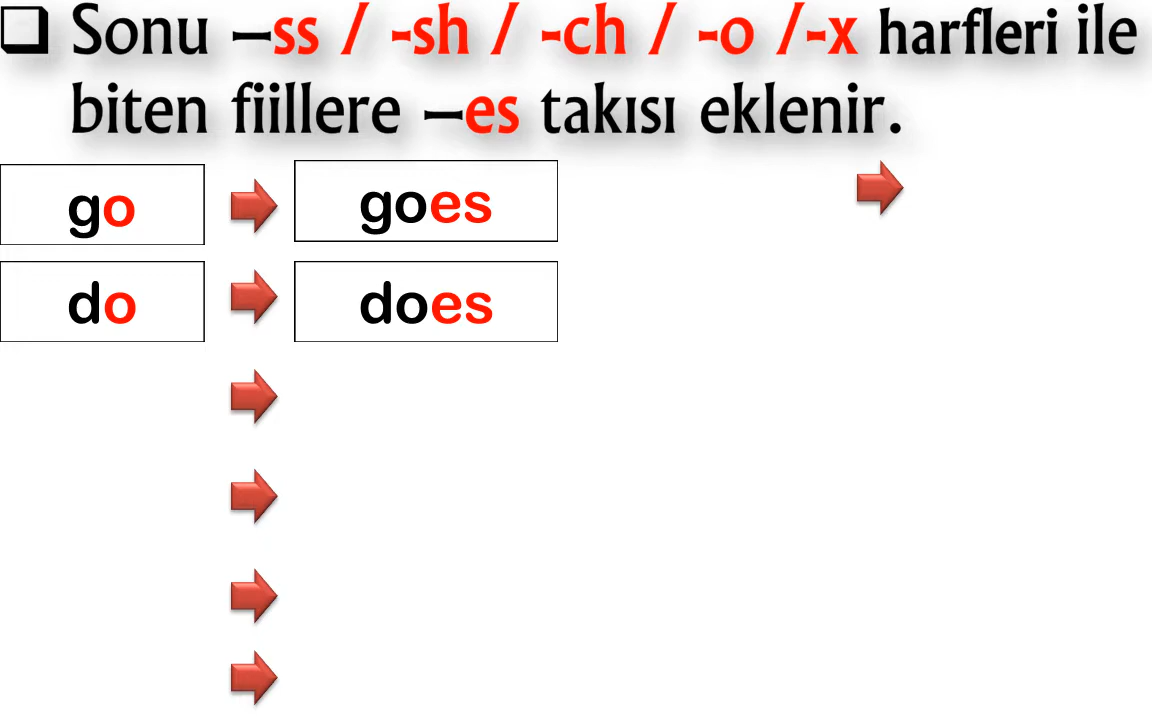 ❑ Sonu –ss / -sh / -ch / -o /-x harfleri ile
biten fiillere –es takısı eklenir.
go goes
do does